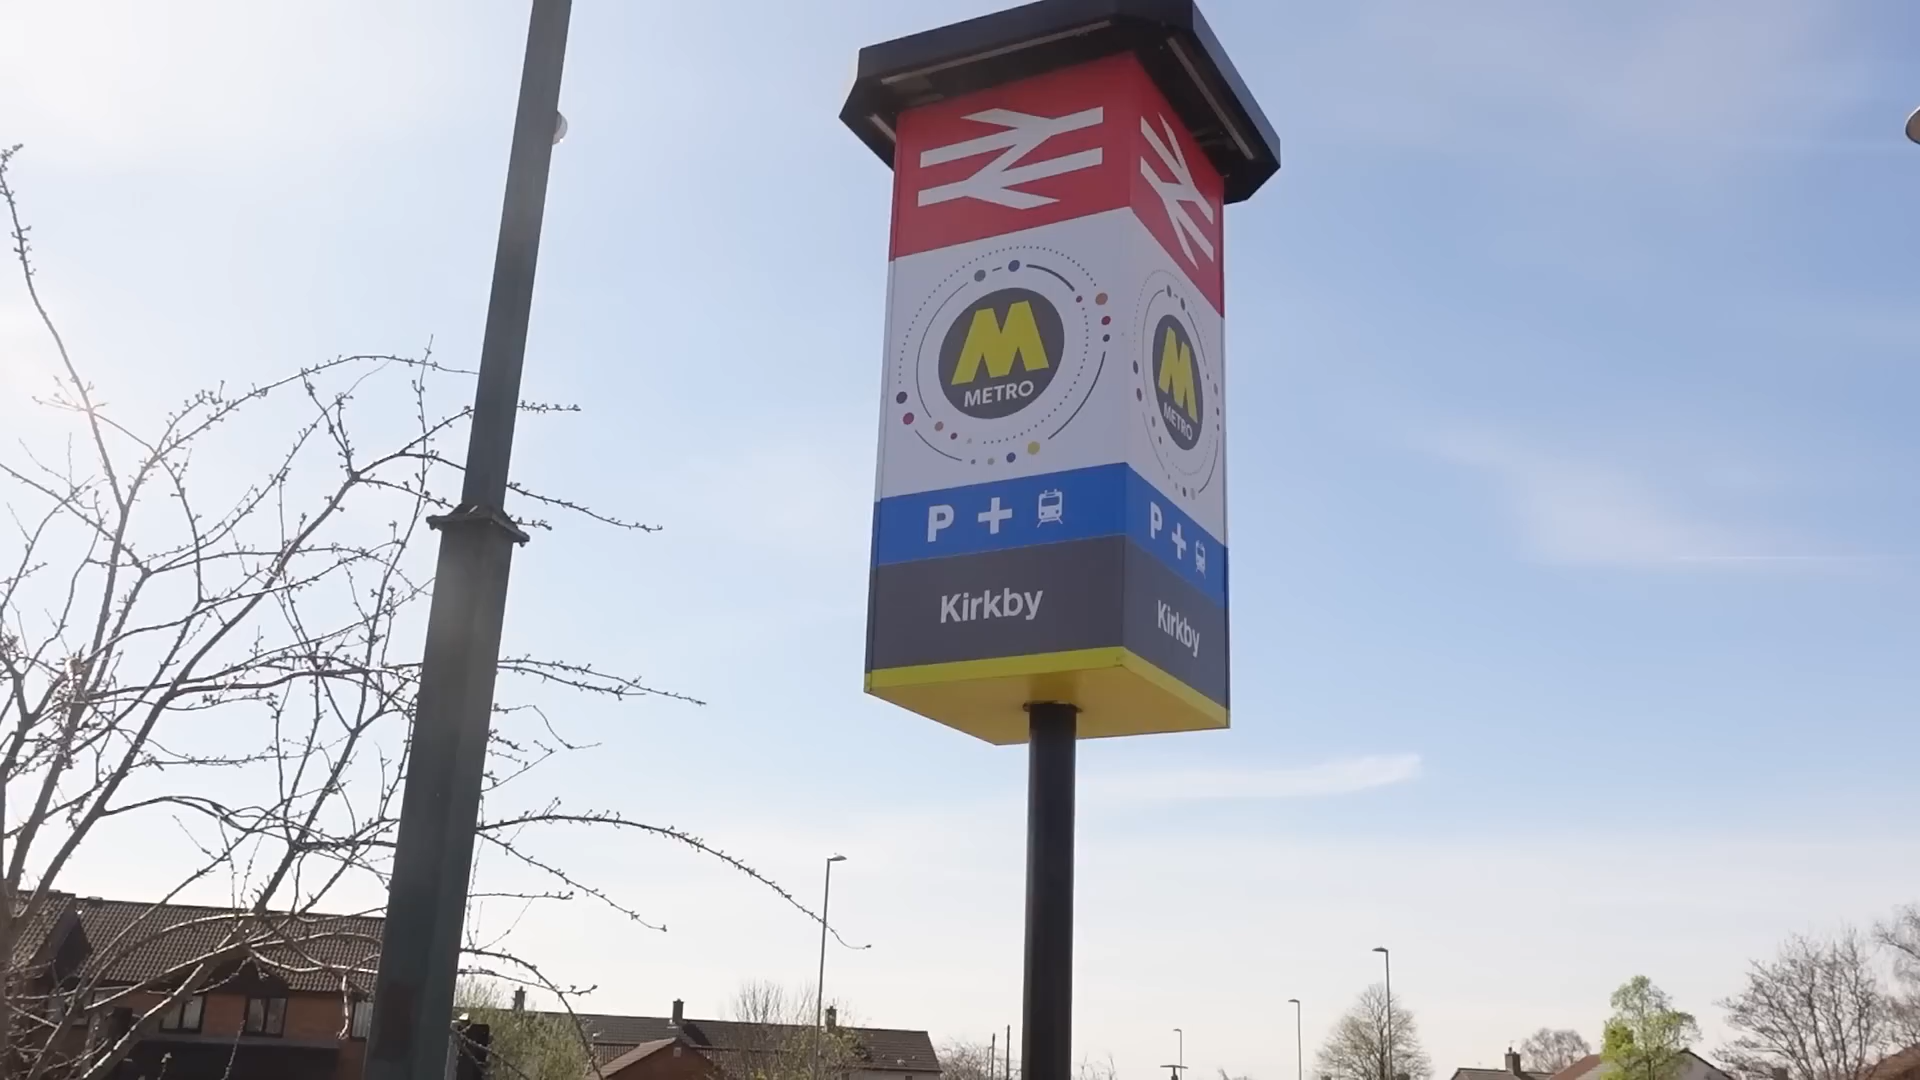 M
METRO
P +
Kirkby
M
METRO
P +
Kirkby